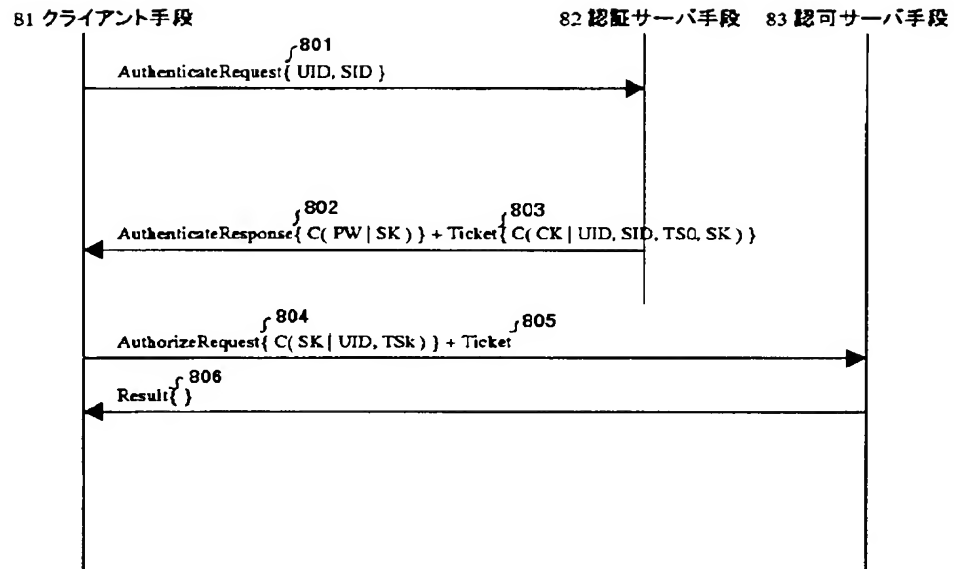 81 クライアント手段 82 認証サーバ手段 83 認可サーバ手段
801
AuthenticateRequest{ UID, SID }
802 803
AuthenticateResponse{ C( PW | SK ) } + Ticket{ C( CK | UID, SID, TS0, SK ) }
804 805
AuthorizeRequest{ C( SK | UID, TSk ) } + Ticket
806
Result{ }